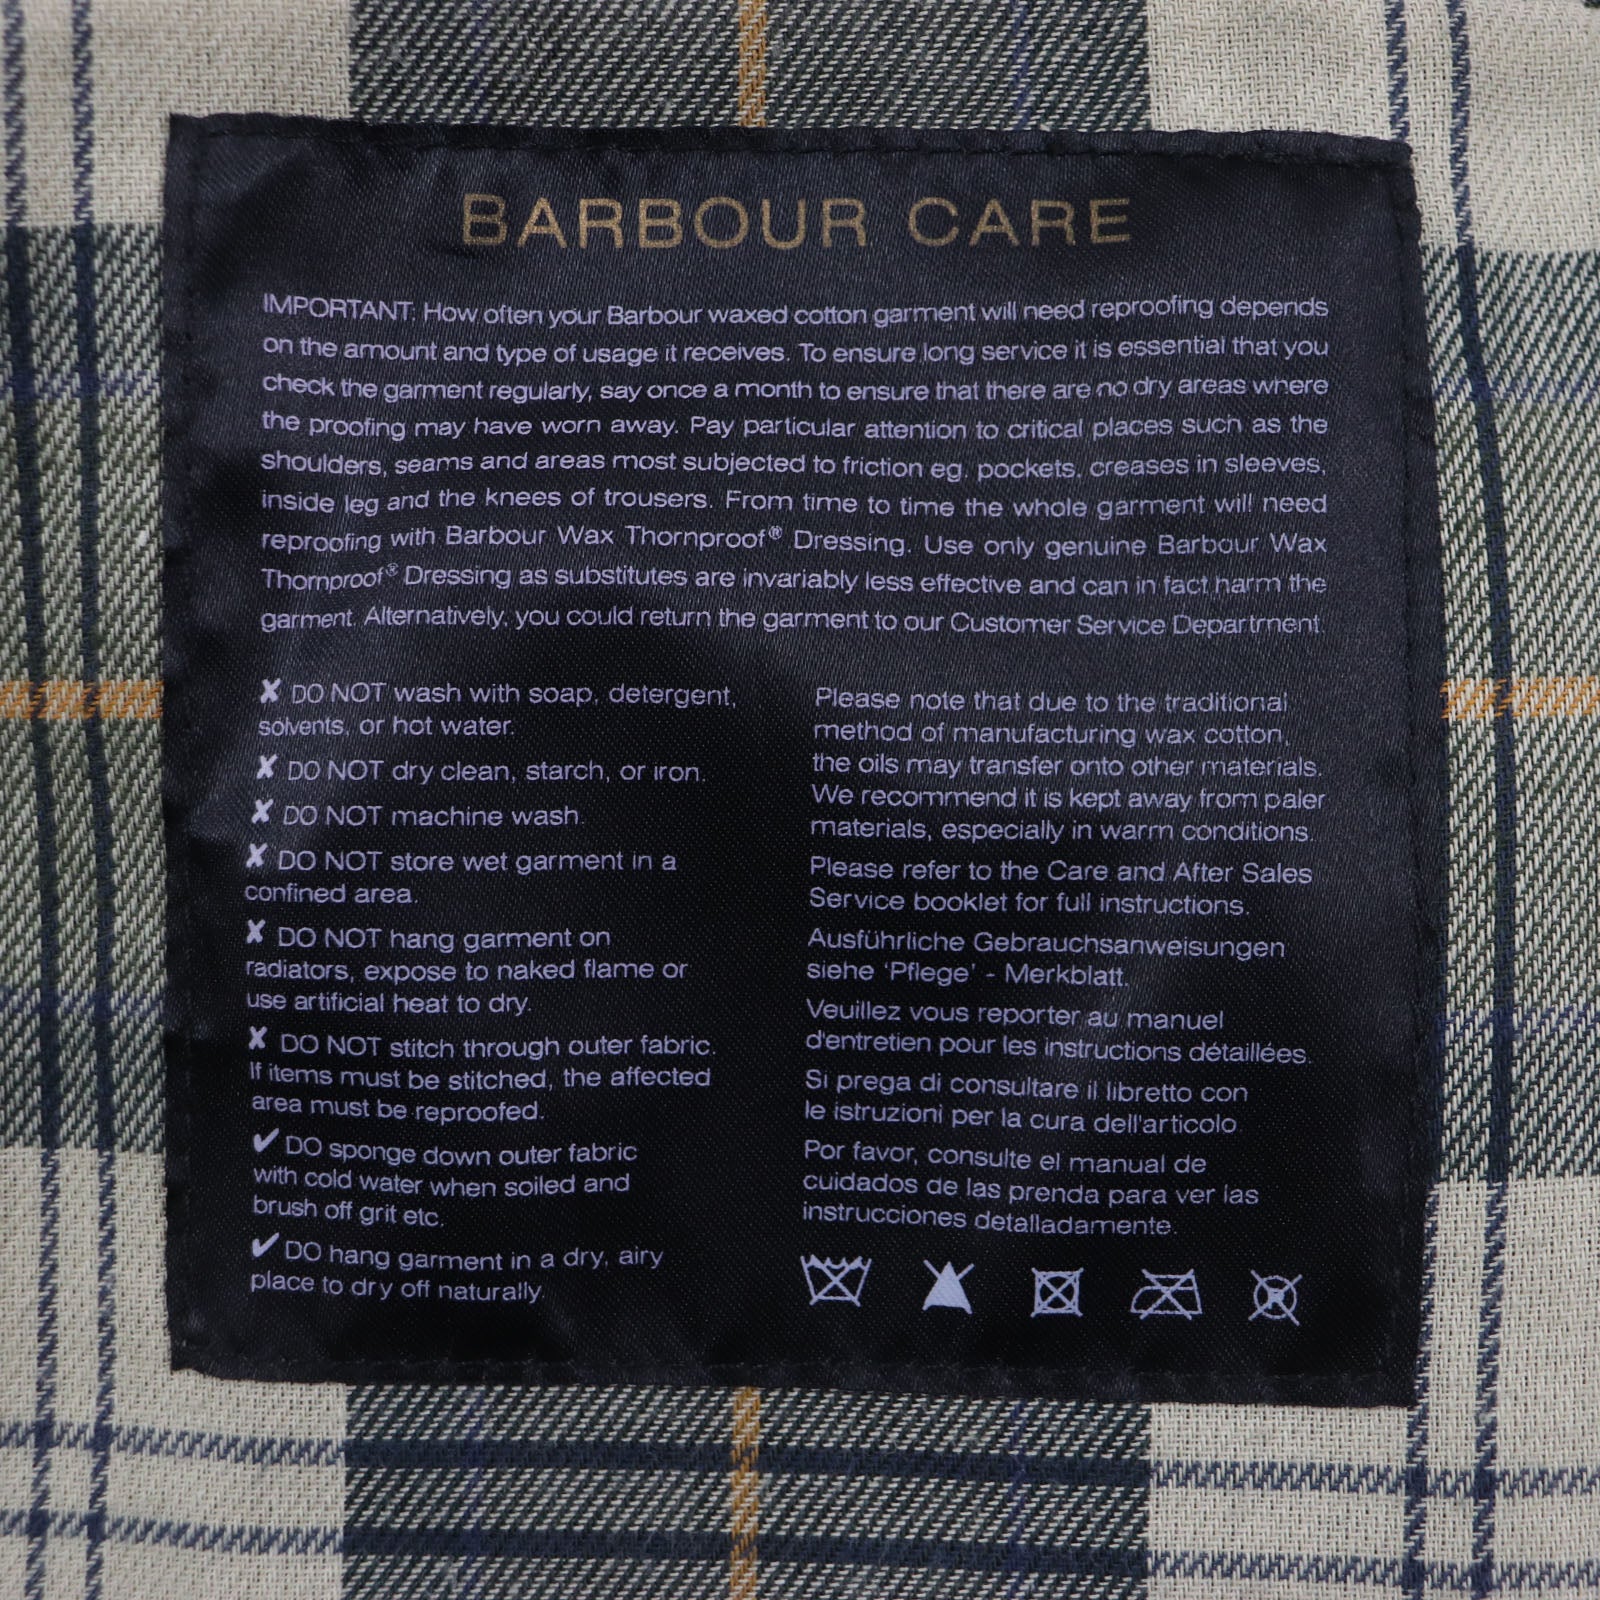 BARBOUR CARE
IMPORTANT: How often your Barbour waxed cotton garment will need reproofing depends
on the amount and type of usage it receives. To ensure long service it is essential that you
check the garment regularly, say once a month to ensure that there are no dry areas where
the proofing may have worn away. Pay particular attention to critical places such as the
shoulders, seams and areas most subjected to friction eg. pockets, creases in sleeves,
inside leg and the knees of trousers. From time to time the whole garment will need
reproofing with Barbour Wax Thornproof® Dressing. Use only genuine Barbour Wax
Thornproof® Dressing as substitutes are invariably less effective and can in fact harm the
garment. Alternatively, you could return the garment to our Customer Service Department.
✘ DO NOT wash with soap, detergent,
solvents, or hot water.
✘ DO NOT dry clean, starch, or iron.
✘ DO NOT machine wash.
✘ DO NOT store wet garment in a
confined area.
✘ DO NOT hang garment on
radiators, expose to naked flame or
use artificial heat to dry.
✘ DO NOT stitch through outer fabric.
If items must be stitched, the affected
area must be reproofed.
✔ DO sponge down outer fabric
with cold water when soiled and
brush off grit etc.
✔ DO hang garment in a dry, airy
place to dry off naturally.
Please note that due to the traditional
method of manufacturing wax cotton,
the oils may transfer onto other materials.
We recommend it is kept away from paler
materials, especially in warm conditions.
Please refer to the Care and After Sales
Service booklet for full instructions.
Ausführliche Gebrauchsanweisungen
siehe 'Pflege' - Merkblatt.
Veuillez vous reporter au manuel
d'entretien pour les instructions détaillées.
Si prega di consultare il libretto con
le istruzioni per la cura dell'articolo
Por favor, consulte el manual de
cuidados de las prenda para ver las
instrucciones detalladamente.